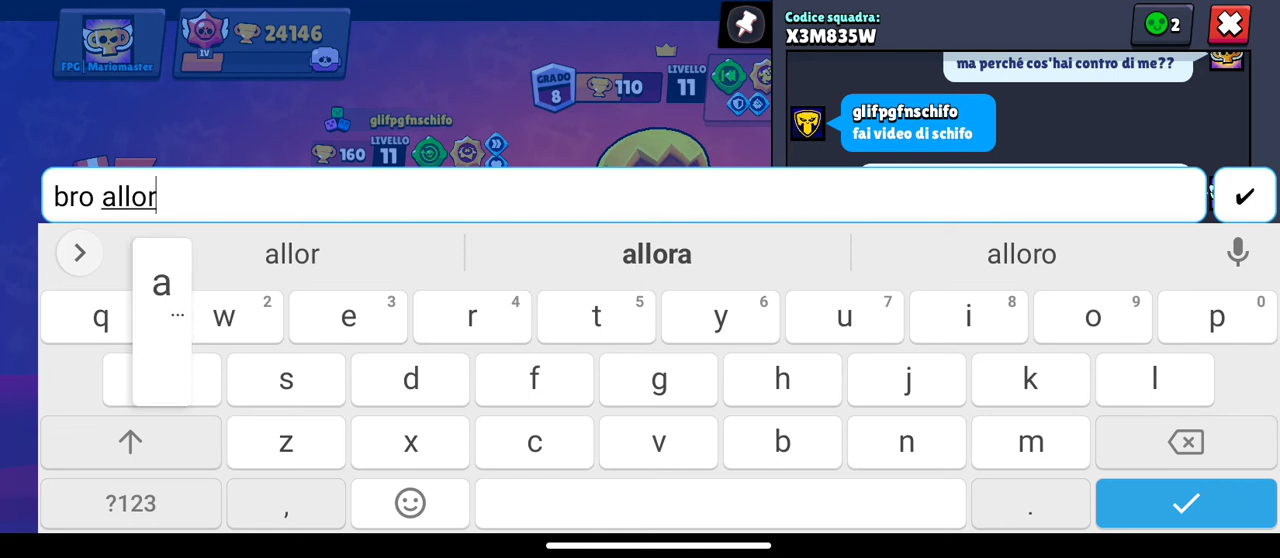 Codice squadra:
X3M835W
2
24146
IV
FPG | Mariomaster
ma perché cos'hai contro di me??
GRADO
8
110
LIVELLO
11
glifpgfnschifo
160
LIVELLO
11
glifpgfnschifo
fai video di schifo
bro allor
allor
allora
alloro
a
...
q w 2 e 3 r 4 t 5 y 6 u 7 i 8 o 9 p 0
s d f g h j k l
z x c v b n m
?123 , .